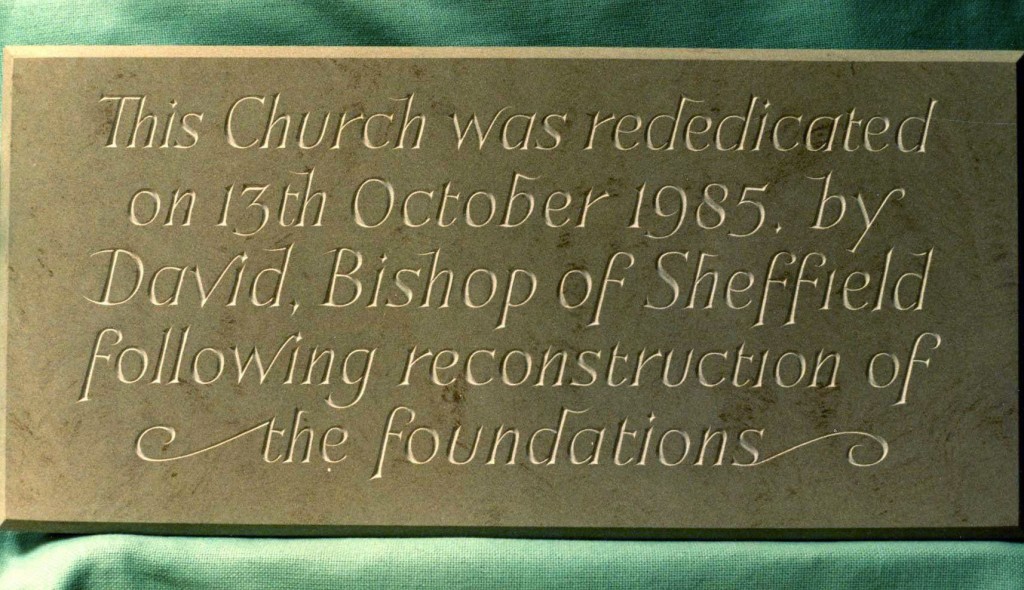 This Church was rededicated
on 13th October 1985. by
David, Bishop of Sheffield
following reconstruction of
the foundations